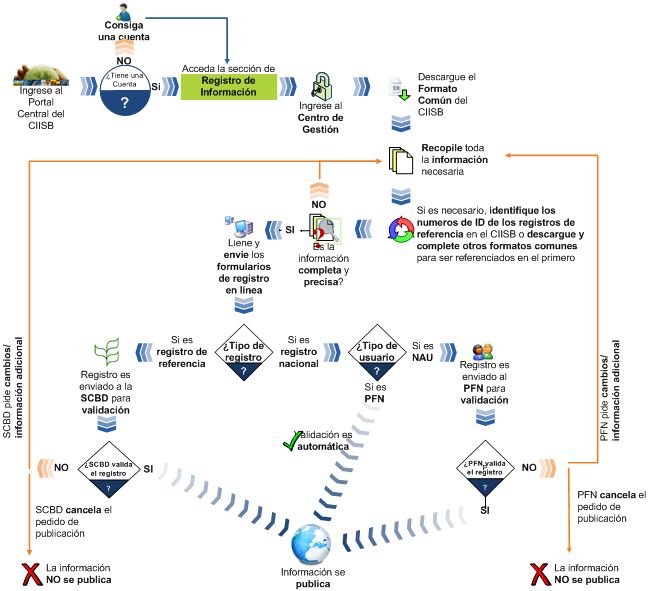 Consiga
una cuenta
NO
¿Tiene una
Cuenta
?
Si
Ingrese al
Portal
Central del
CIISB
Acceda la sección de
Registro de
Información
Ingrese al
Centro de
Gestión
Descargue el
Formato
Común del
CIISB
Recopile toda
la información
necesaria
Si es necesario, identifique los
numeros de ID de los registros de
referencia en el CIISB o descargue y
complete otros formatos comunes
para ser referenciados en el primero
NO
SI
Es la
información
completa y
precisa?
Llene y
envíe los
formularios
de registro
en línea
¿Tipo de
registro
?
Si es
registro de
referencia
Si es
registro
nacional
¿Tipo de
usuario
?
Si es
NAU
Si es
PFN
Registro es
enviado a la
SCBD para
validación
Registro es
enviado al
PFN para
validación
Validación es
automática
SCBD pide cambios/
información adicional
PFN pide cambios/
información adicional
¿SCBD valida
el registro
?
NO
SI
¿PFN valida
el registro
?
NO
SI
SCBD cancela el
pedido de
publicación
PFN cancela el
pedido de
publicación
La información
NO se publica
Información se
publica
La información
NO se publica